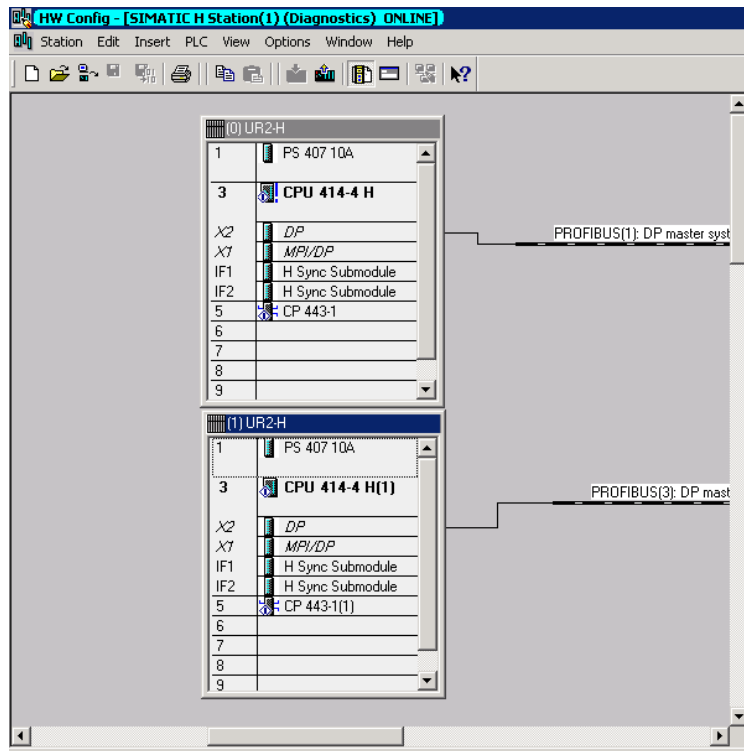 HW Config - [SIMATIC H Station(1) (Diagnostics) ONLINE]
Station Edit Insert PLC View Options Window Help
(0) UR2-H
1 PS 407 10A
3 CPU 414-4 H
X2 DP
X1 MPI/DP
IF1 H Sync Submodule
IF2 H Sync Submodule
5 CP 443-1
6
7
8
9
PROFIBUS(1): DP master syst
(1) UR2-H
1 PS 407 10A
3 CPU 414-4 H(1)
X2 DP
X1 MPI/DP
IF1 H Sync Submodule
IF2 H Sync Submodule
5 CP 443-1(1)
6
7
8
9
PROFIBUS(3): DP mast